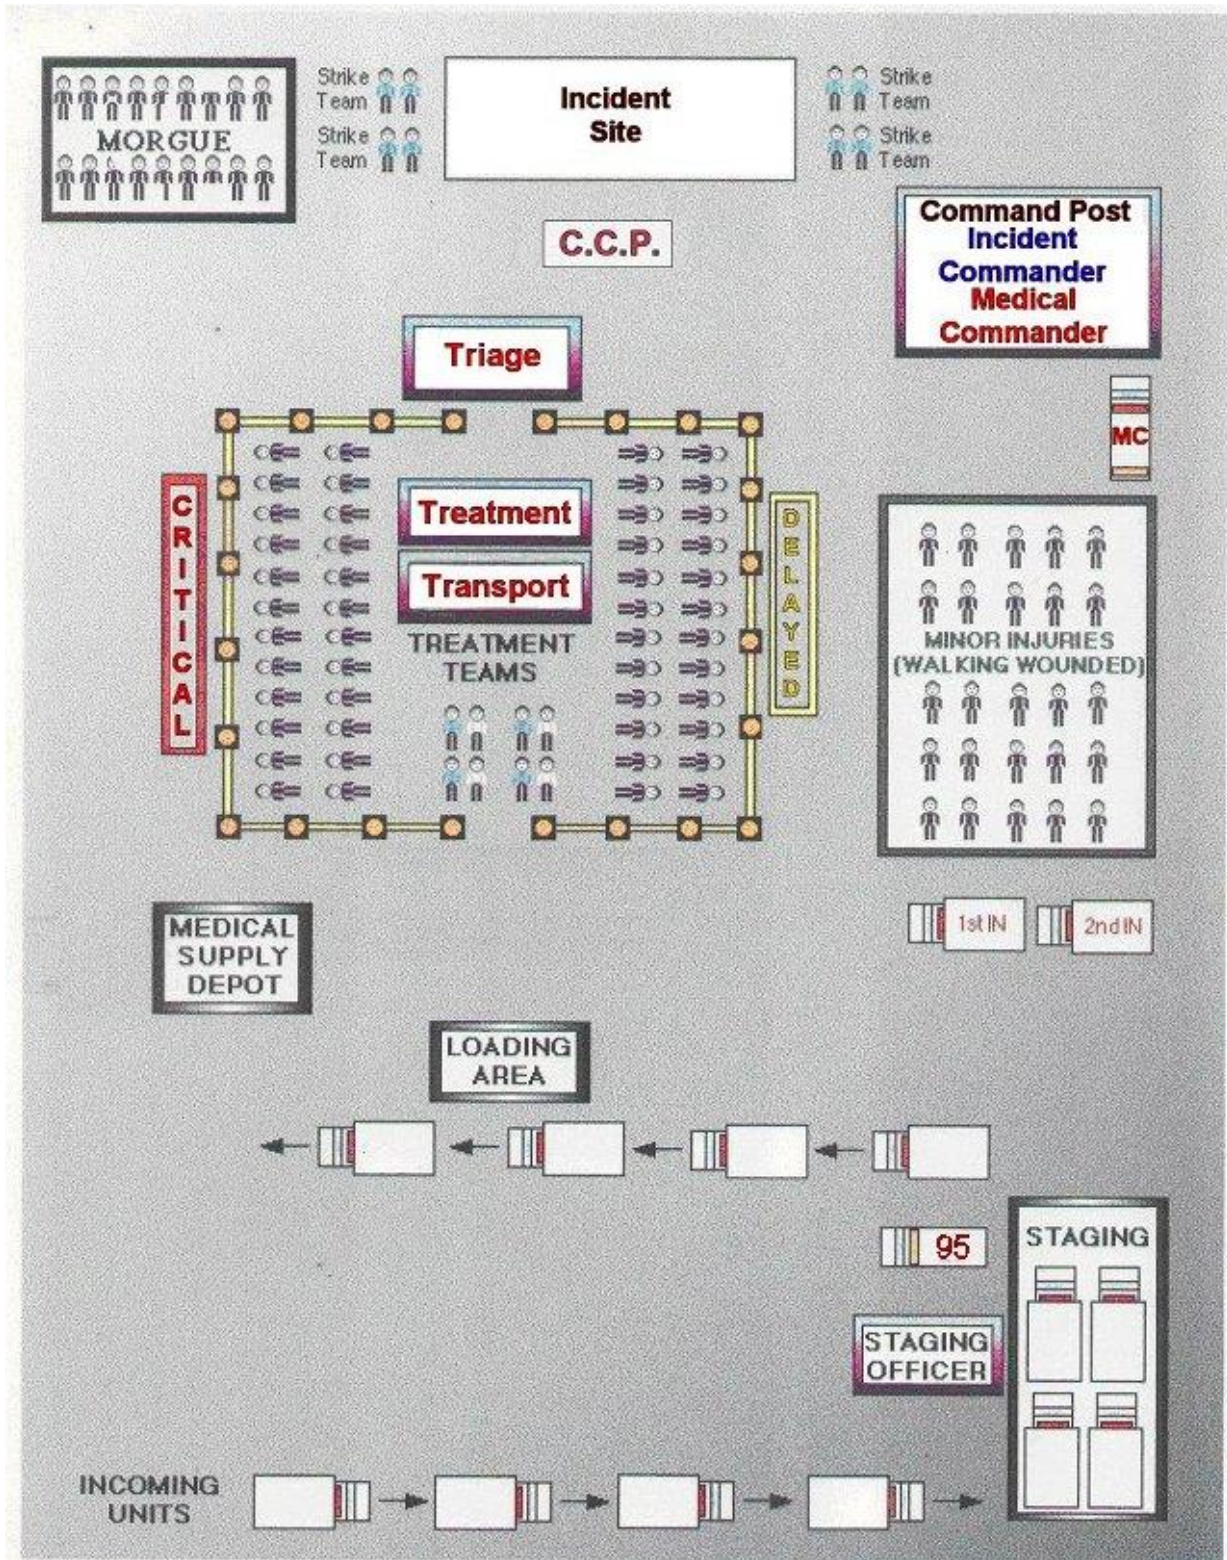 Strike
Team
Strike
Team
Incident
Site
Strike
Team
Strike
Team
MORGUE
Command Post
Incident
Commander
Medical
Commander
C.C.P.
Triage
MC
CRITICAL
Treatment
Transport
TREATMENT
TEAMS
DELAYED
MINOR INJURIES
(WALKING WOUNDED)
1st IN
2nd IN
MEDICAL
SUPPLY
DEPOT
LOADING
AREA
95
STAGING
STAGING
OFFICER
INCOMING
UNITS